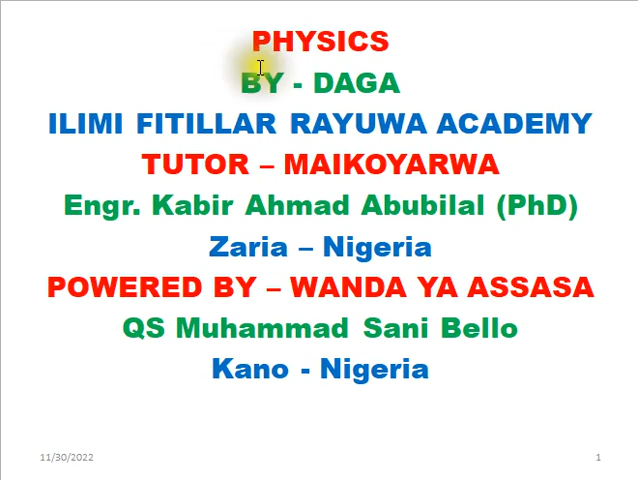 PHYSICS
BY - DAGA
ILIMI FITILLAR RAYUWA ACADEMY
TUTOR – MAIKOYARWA
Engr. Kabir Ahmad Abubilal (PhD)
Zaria – Nigeria
POWERED BY – WANDA YA ASSASA
QS Muhammad Sani Bello
Kano - Nigeria
11/30/2022
1